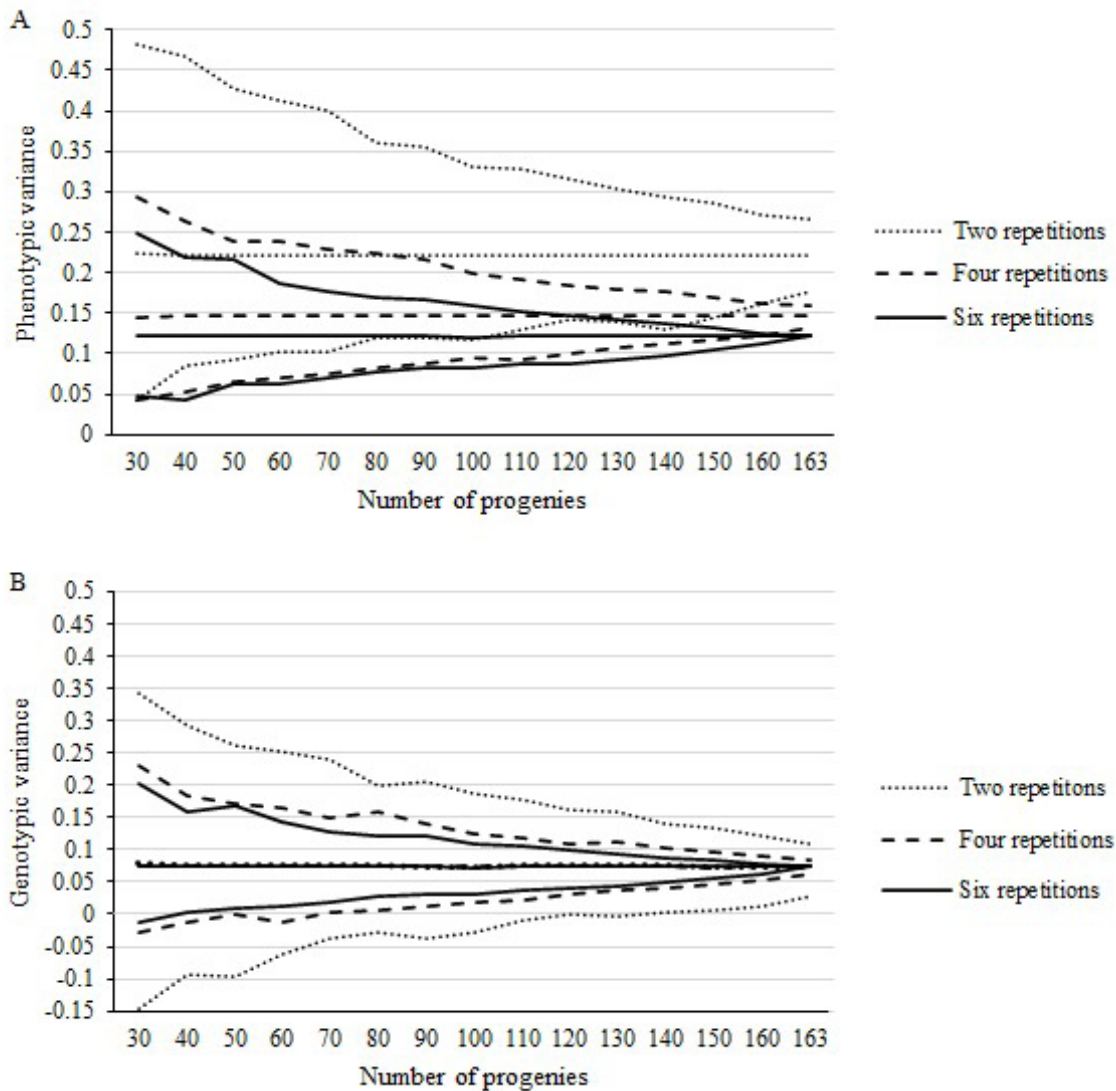 A
0.5
0.45
0.4
0.35
0.3
0.25
0.2
0.15
0.1
0.05
0
Phenotypic variance
30 40 50 60 70 80 90 100 110 120 130 140 150 160 163
Number of progenies
Two repetitions
Four repetitions
Six repetitions
B
0.5
0.45
0.4
0.35
0.3
0.25
0.2
0.15
0.1
0.05
0
-0.05
-0.1
-0.15
Genotypic variance
30 40 50 60 70 80 90 100 110 120 130 140 150 160 163
Number of progenies
Two repetitons
Four repetitions
Six repetitions